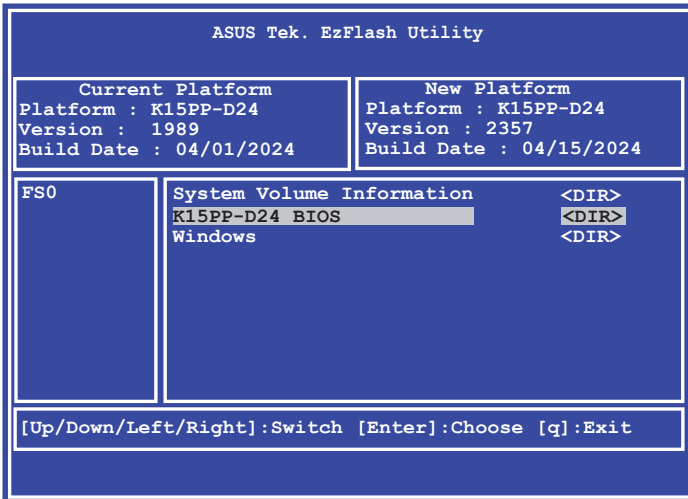 ASUS Tek. EzFlash Utility
Current Platform
Platform : K15PP-D24
Version : 1989
Build Date : 04/01/2024
New Platform
Platform : K15PP-D24
Version : 2357
Build Date : 04/15/2024
FS0
System Volume Information <DIR>
K15PP-D24 BIOS <DIR>
Windows <DIR>
[Up/Down/Left/Right]:Switch [Enter]:Choose [q]:Exit